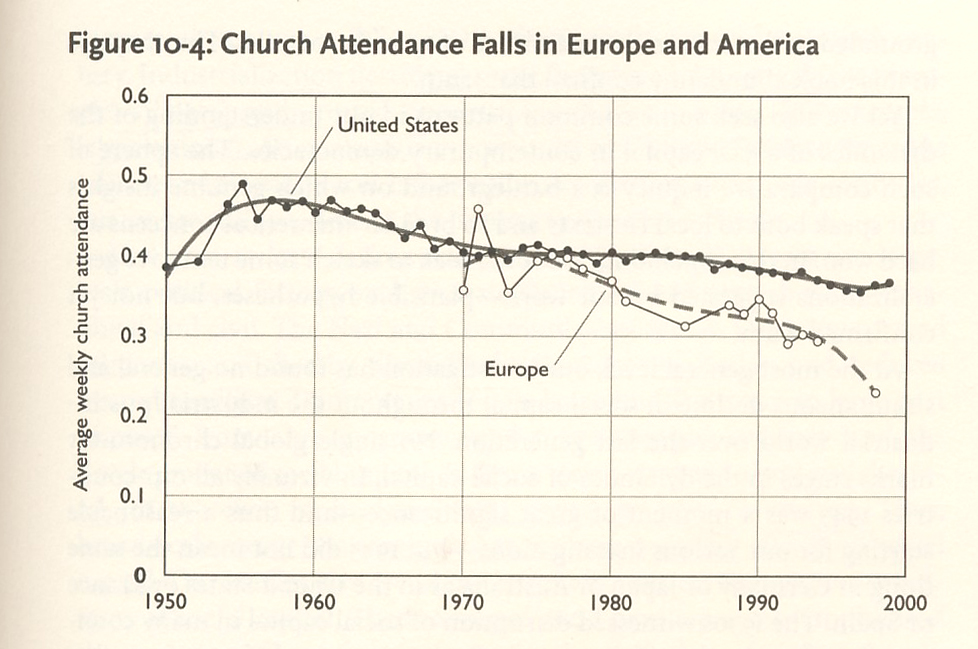 Figure 10-4: Church Attendance Falls in Europe and America
0.6
0.5
0.4
0.3
0.2
0.1
0
Average weekly church attendance
United States
Europe
1950 1960 1970 1980 1990 2000